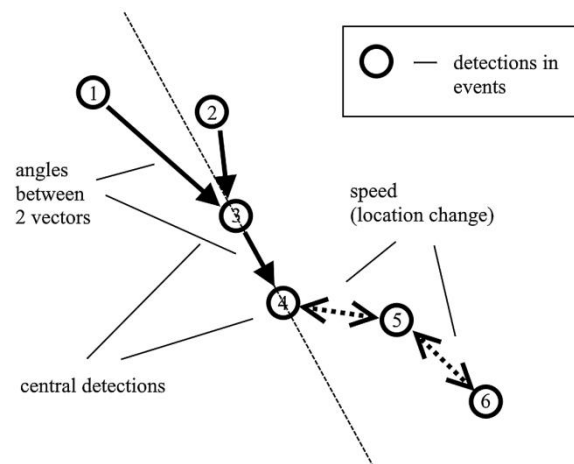 detections in
events
1
2
angles
between
2 vectors
3
speed
(location change)
4
5
central detections
6